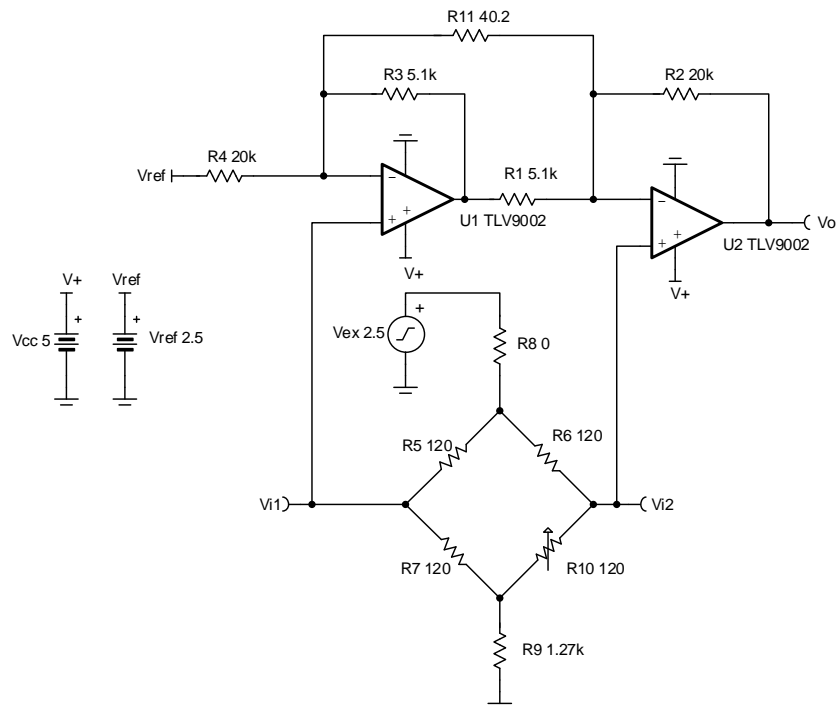 R11 40.2
R3 5.1k
R2 20k
R4 20k
Vref
R1 5.1k
U1 TLV9002
V+
U2 TLV9002
V+
Vo
V+
Vref
Vcc 5
Vref 2.5
Vex 2.5
R8 0
R5 120
R6 120
Vi1
Vi2
R7 120
R10 120
R9 1.27k